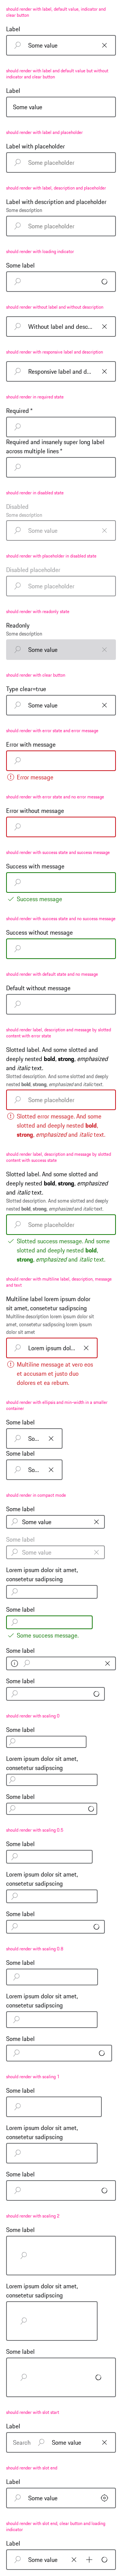 should render with label, default value, indicator and
clear button
Label
Some value
should render with label and default value but without
indicator and clear button
Label
Some value
should render with label and placeholder
Label with placeholder
Some placeholder
should render with label, description and placeholder
Label with description and placeholder
Some description
Some placeholder
should render with loading indicator
Some label
should render without label and without description
Without label and desc...
should render with responsive label and description
Responsive label and d...
should render in required state
Required *
Required and insanely super long label
across multiple lines *
should render in disabled state
Disabled
Some description
Some value
should render with placeholder in disabled state
Disabled placeholder
Some placeholder
should render with readonly state
Readonly
Some description
Some value
should render with clear button
Type clear=true
Some value
should render with error state and error message
Error with message
Error message
should render with error state and no error message
Error without message
should render with success state and success message
Success with message
Success message
should render with success state and no success message
Success without message
should render with default state and no message
Default without message
should render label, description and message by slotted
content with error state
Slotted label. And some slotted and
deeply nested bold, strong, emphasized
and italic text.
Slotted description. And some slotted and deeply
nested bold, strong, emphasized and italic text.
Some placeholder
Slotted error message. And some
slotted and deeply nested bold,
strong, emphasized and italic text.
should render label, description and message by slotted
content with success state
Slotted label. And some slotted and
deeply nested bold, strong, emphasized
and italic text.
Slotted description. And some slotted and deeply
nested bold, strong, emphasized and italic text.
Some placeholder
Slotted success message. And some
slotted and deeply nested bold,
strong, emphasized and italic text.
should render with multiline label, description, message
and text
Multiline label lorem ipsum dolor
sit amet, consetetur sadipscing
Multiline description lorem ipsum dolor sit
amet, consetetur sadipscing lorem ipsum
dolor sit amet
Lorem ipsum dol...
Multiline message at vero eos
et accusam et justo duo
dolores et ea rebum.
should render with ellipsis and min-width in a smaller
container
Some label
So...
Some label
So...
should render in compact mode
Some label
Some value
Some label
Some value
Lorem ipsum dolor sit amet,
consetetur sadipscing
Some label
Some success message.
Some label
Some label
should render with scaling 0
Some label
Lorem ipsum dolor sit amet,
consetetur sadipscing
Some label
should render with scaling 0.5
Some label
Lorem ipsum dolor sit amet,
consetetur sadipscing
Some label
should render with scaling 0.8
Some label
Lorem ipsum dolor sit amet,
consetetur sadipscing
Some label
should render with scaling 1
Some label
Lorem ipsum dolor sit amet,
consetetur sadipscing
Some label
should render with scaling 2
Some label
Lorem ipsum dolor sit amet,
consetetur sadipscing
Some label
should render with slot start
Label
Search Some value
should render with slot end
Label
Some value
should render with slot end, clear button and loading
indicator
Label
Some value